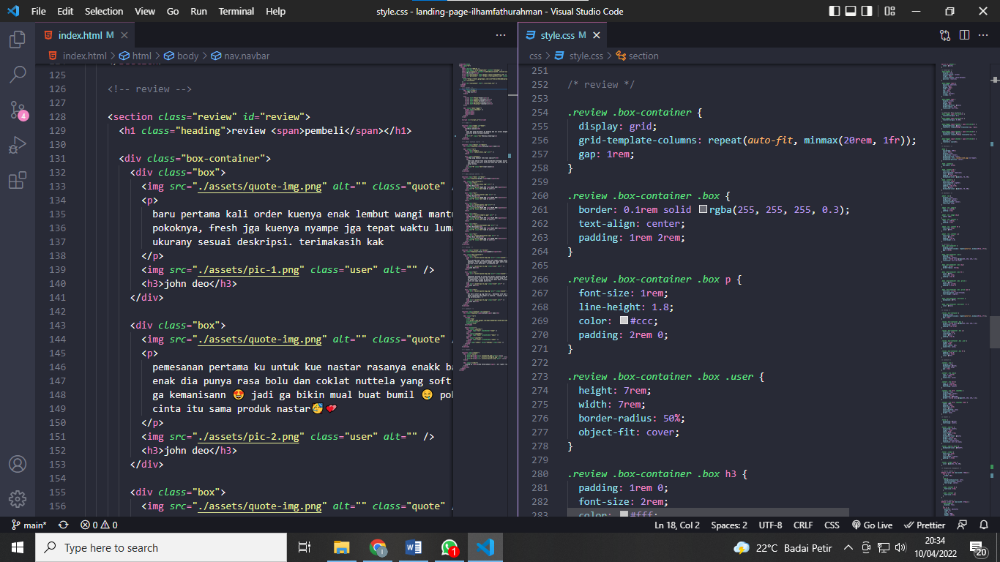 File Edit Selection View Go Run Terminal Help
style.css - landing-page-ilhamfathurahman - Visual Studio Code
index.html M
style.css M
index.html > html > body > nav.navbar
css > style.css > section
125
126 <!-- review -->
127
128 <section class="review" id="review">
129 <h1 class="heading">review <span>pembeli</span></h1>
130
131 <div class="box-container">
132 <div class="box">
133 <img src="./assets/quote-img.png" alt="" class="quote"
134 <p>
135 baru pertama kali order kuenya enak lembut wangi mantu
136 pokoknya, fresh jga kuenya nyampe jga tepat waktu luma
137 ukurany sesuai deskripsi. terimakasih kak
138 </p>
139 <img src="./assets/pic-1.png" class="user" alt="" />
140 <h3>john deo</h3>
141 </div>
142
143 <div class="box">
144 <img src="./assets/quote-img.png" alt="" class="quote"
145 <p>
146 pemesanan pertama ku untuk kue nastar rasanya enakk ba
147 enak dia punya rasa bolu dan coklat nuttela yang soft
148 ga kemanisann 🤩 jadi ga bikin mual buat bumil 😊 pok
149 cinta itu sama produk nastar🥳💕
150 </p>
151 <img src="./assets/pic-2.png" class="user" alt="" />
152 <h3>john deo</h3>
153 </div>
154
155 <div class="box">
156 <img src="./assets/quote-img.png" alt="" class="quote"
251
252 /* review */
253
254 .review .box-container {
255 display: grid;
256 grid-template-columns: repeat(auto-fit, minmax(20rem, 1fr));
257 gap: 1rem;
258 }
259
260 .review .box-container .box {
261 border: 0.1rem solid rgba(255, 255, 255, 0.3);
262 text-align: center;
263 padding: 1rem 2rem;
264 }
265
266 .review .box-container .box p {
267 font-size: 1rem;
268 line-height: 1.8;
269 color: #ccc;
270 padding: 2rem 0;
271 }
272
273 .review .box-container .box .user {
274 height: 7rem;
275 width: 7rem;
276 border-radius: 50%;
277 object-fit: cover;
278 }
279
280 .review .box-container .box h3 {
281 padding: 1rem 0;
282 font-size: 2rem;
283 color: #fff;
4
main* 0 0
Ln 18, Col 2 Spaces: 2 UTF-8 CRLF CSS Go Live Prettier
Type here to search
1
22°C Badai Petir
20:34
10/04/2022
20